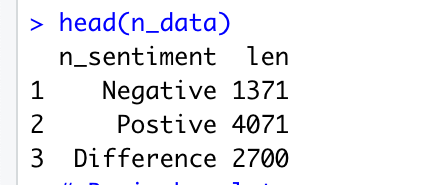 > head(n_data)
n_sentiment len
1 Negative 1371
2 Postive 4071
3 Difference 2700